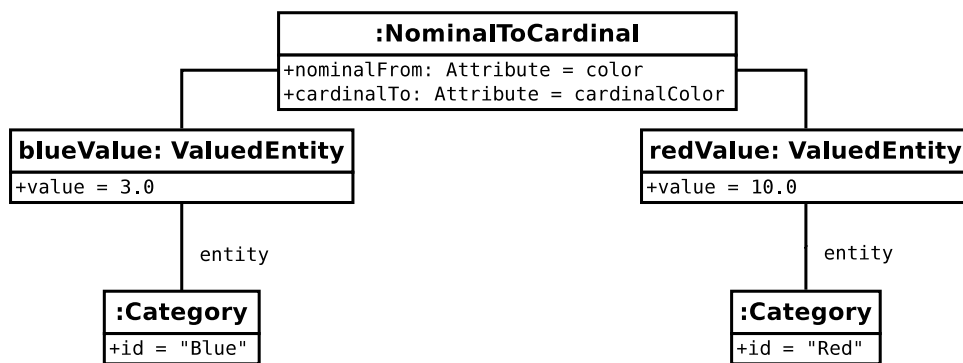 :NominalToCardinal
+nominalFrom: Attribute = color
+cardinalTo: Attribute = cardinalColor
blueValue: ValuedEntity
+value = 3.0
redValue: ValuedEntity
+value = 10.0
entity
entity
:Category
+id = "Blue"
:Category
+id = "Red"